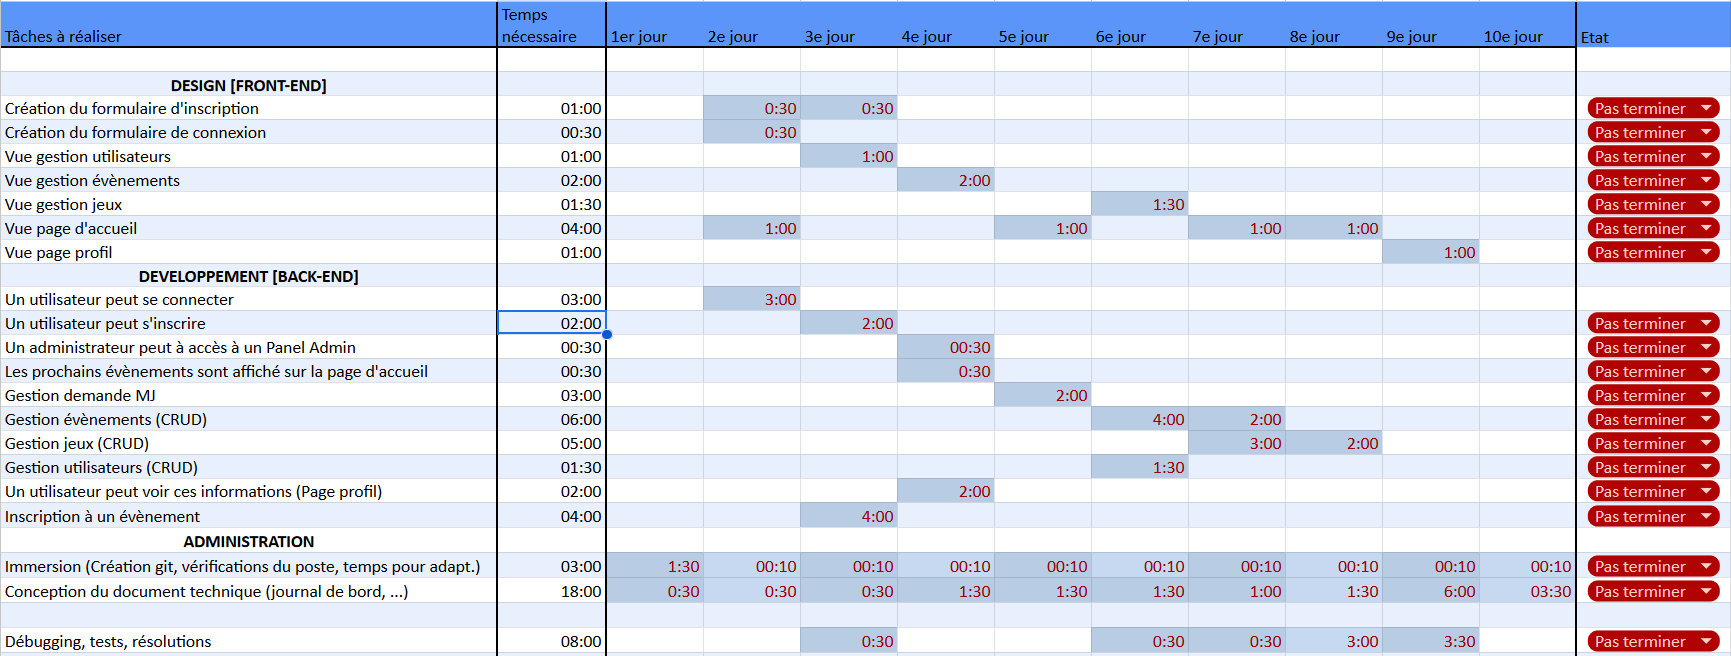 Tâches à réaliser Temps nécessaire 1er jour 2e jour 3e jour 4e jour 5e jour 6e jour 7e jour 8e jour 9e jour 10e jour Etat
DESIGN [FRONT-END]
Création du formulaire d'inscription 01:00 0:30 0:30 Pas terminer
Création du formulaire de connexion 00:30 0:30 Pas terminer
Vue gestion utilisateurs 01:00 1:00 Pas terminer
Vue gestion évènements 02:00 2:00 Pas terminer
Vue gestion jeux 01:30 1:30 Pas terminer
Vue page d'accueil 04:00 1:00 1:00 1:00 1:00 Pas terminer
Vue page profil 01:00 1:00 Pas terminer
DEVELOPPEMENT [BACK-END]
Un utilisateur peut se connecter 03:00 3:00
Un utilisateur peut s'inscrire 02:00 2:00 Pas terminer
Un administrateur peut à accès à un Panel Admin 00:30 00:30 Pas terminer
Les prochains évènements sont affiché sur la page d'accueil 00:30 0:30 Pas terminer
Gestion demande MJ 03:00 2:00 Pas terminer
Gestion évènements (CRUD) 06:00 4:00 2:00 Pas terminer
Gestion jeux (CRUD) 05:00 3:00 2:00 Pas terminer
Gestion utilisateurs (CRUD) 01:30 1:30 Pas terminer
Un utilisateur peut voir ces informations (Page profil) 02:00 2:00 Pas terminer
Inscription à un évènement 04:00 4:00 Pas terminer
ADMINISTRATION
Immersion (Création git, vérifications du poste, temps pour adapt.) 03:00 1:30 00:10 00:10 00:10 00:10 00:10 00:10 00:10 00:10 00:10 Pas terminer
Conception du document technique (journal de bord, ...) 18:00 0:30 0:30 0:30 1:30 1:30 1:30 1:00 1:30 6:00 03:30 Pas terminer
Débugging, tests, résolutions 08:00 0:30 0:30 0:30 3:00 3:30 Pas terminer